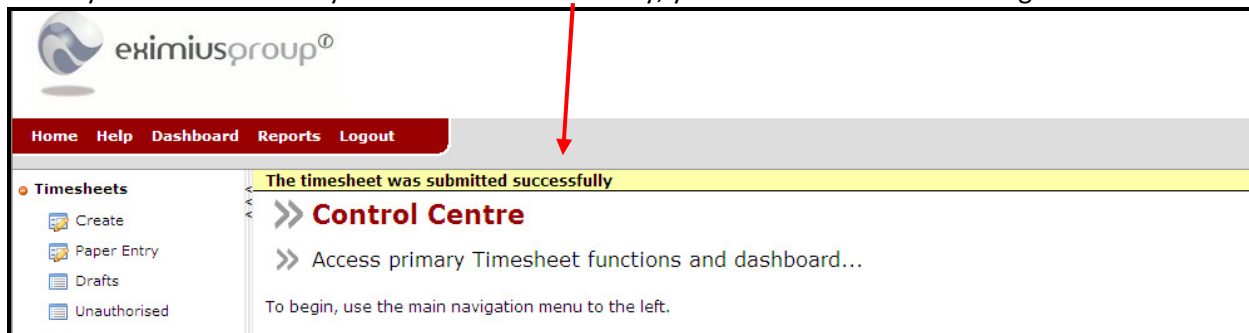 eximiusgroup®
Home Help Dashboard Reports Logout
The timesheet was submitted successfully
Timesheets
Create
Paper Entry
Drafts
Unauthorised
>> Control Centre
>> Access primary Timesheet functions and dashboard...
To begin, use the main navigation menu to the left.